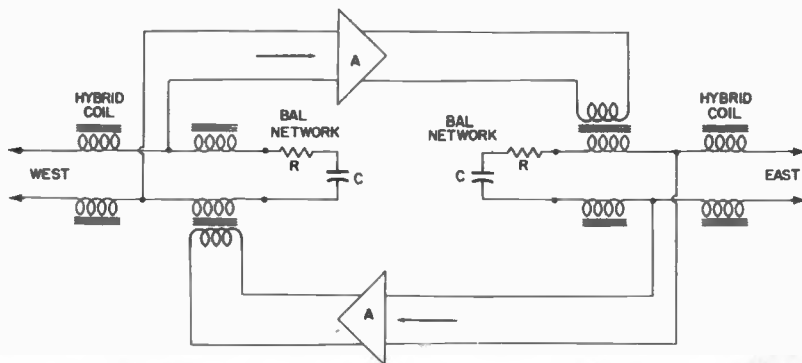 A
HYBRID
COIL
BAL
NETWORK
BAL
NETWORK
HYBRID
COIL
WEST
R
C
C
R
EAST
A